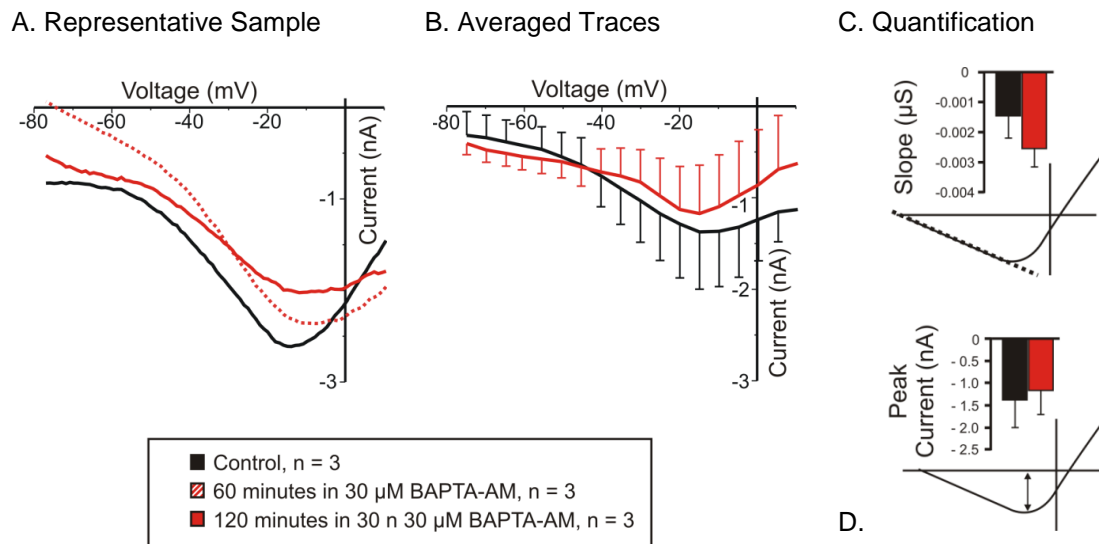 A. Representative Sample
B. Averaged Traces
C. Quantification
Voltage (mV)
-80
-60
-40
-20
Current (nA)
-1
-3
Voltage (mV)
-80
-60
-40
-20
Current (nA)
-1
-2
Current (nA)
-3
Slope (µS)
0
-0.001
-0.002
-0.003
-0.004
Peak
Current (nA)
0
- 0.5
- 1.0
- 1.5
- 2.0
- 2.5
D.
Control, n = 3
60 minutes in 30 µM BAPTA-AM, n = 3
120 minutes in 30 n 30 µM BAPTA-AM, n = 3